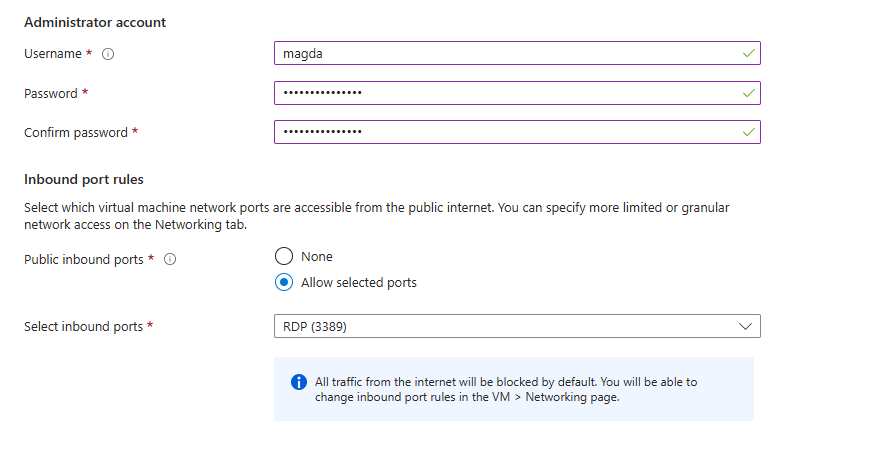 Administrator account
Username *
magda
Password *
•••••••••••••••
Confirm password *
•••••••••••••••
Inbound port rules
Select which virtual machine network ports are accessible from the public internet. You can specify more limited or granular
network access on the Networking tab.
Public inbound ports *
None
Allow selected ports
Select inbound ports *
RDP (3389)
All traffic from the internet will be blocked by default. You will be able to
change inbound port rules in the VM > Networking page.